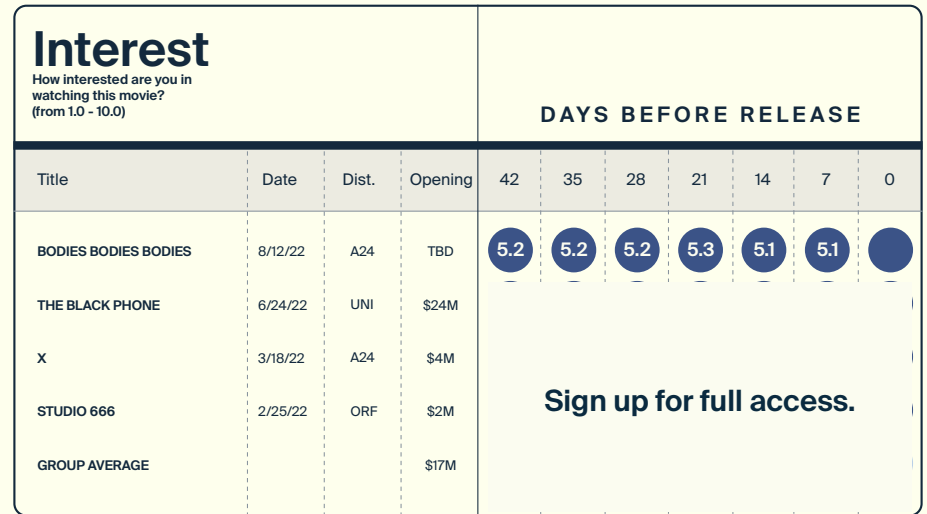 Interest
How interested are you in
watching this movie?
(from 1.0 - 10.0)
DAYS BEFORE RELEASE
Title Date Dist. Opening 42 35 28 21 14 7 0
BODIES BODIES BODIES 8/12/22 A24 TBD 5.2 5.2 5.2 5.3 5.1 5.1
THE BLACK PHONE 6/24/22 UNI $24M
X 3/18/22 A24 $4M
Sign up for full access.
STUDIO 666 2/25/22 ORF $2M
GROUP AVERAGE $17M